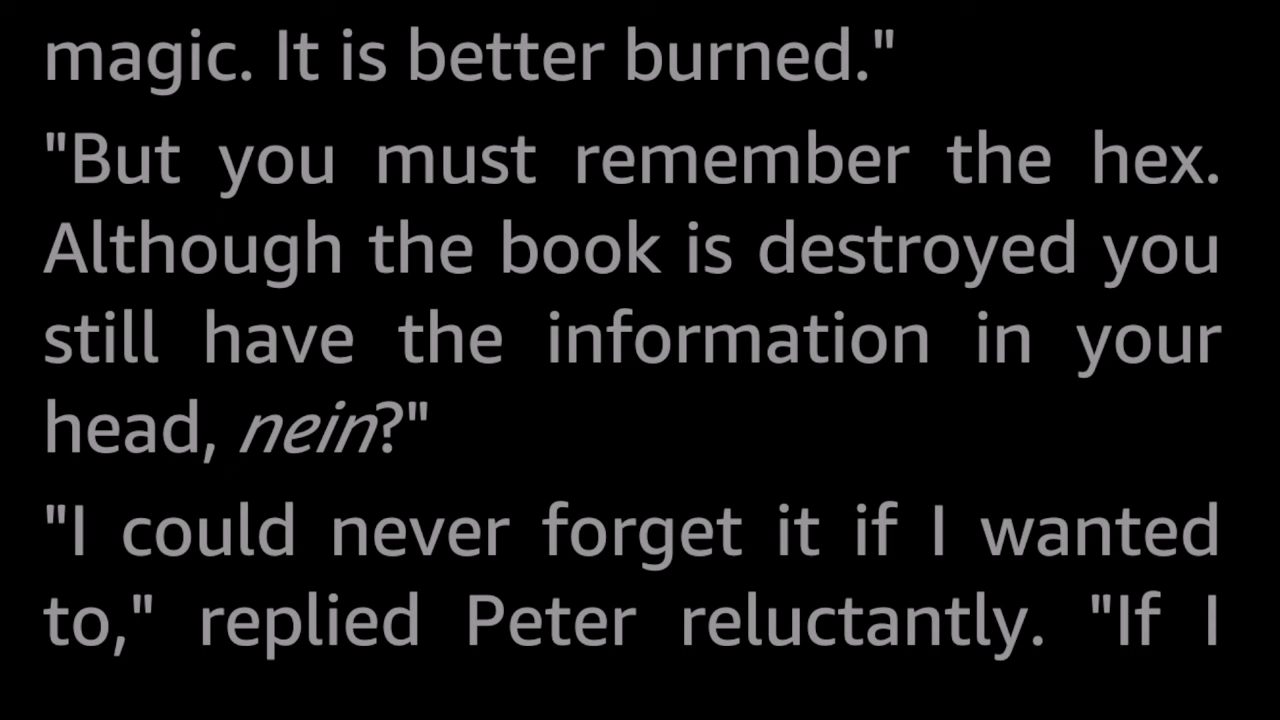 magic. It is better burned."
"But you must remember the hex.
Although the book is destroyed you
still have the information in your
head, nein?"
"I could never forget it if I wanted
to," replied Peter reluctantly. "If I